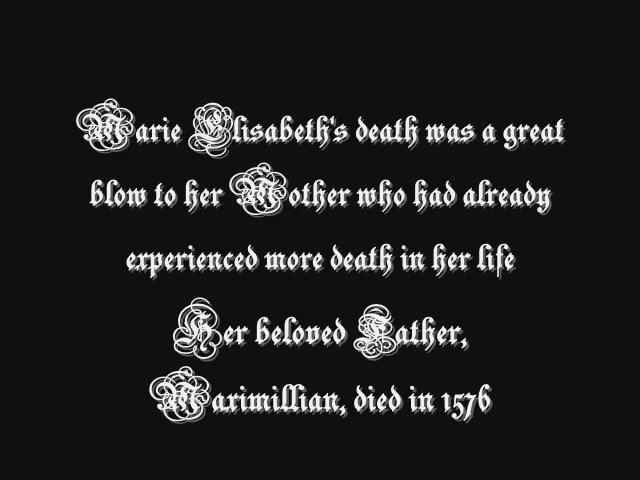 Marie Elisabeth's death was a great
blow to her Mother who had already
experienced more death in her life
Her beloved Father,
Maximillian, died in 1576